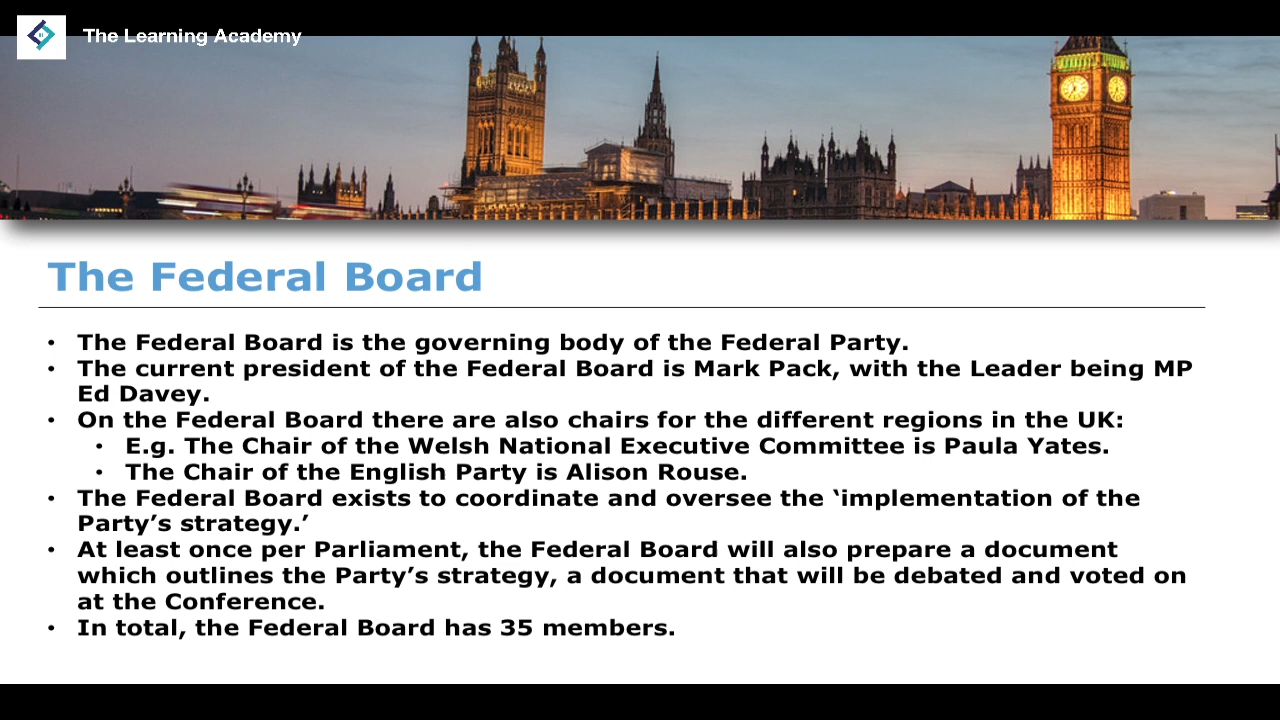 The Learning Academy
The Federal Board
• The Federal Board is the governing body of the Federal Party.
• The current president of the Federal Board is Mark Pack, with the Leader being MP
Ed Davey.
• On the Federal Board there are also chairs for the different regions in the UK:
• E.g. The Chair of the Welsh National Executive Committee is Paula Yates.
• The Chair of the English Party is Alison Rouse.
• The Federal Board exists to coordinate and oversee the ‘implementation of the
Party’s strategy.’
• At least once per Parliament, the Federal Board will also prepare a document
which outlines the Party’s strategy, a document that will be debated and voted on
at the Conference.
• In total, the Federal Board has 35 members.